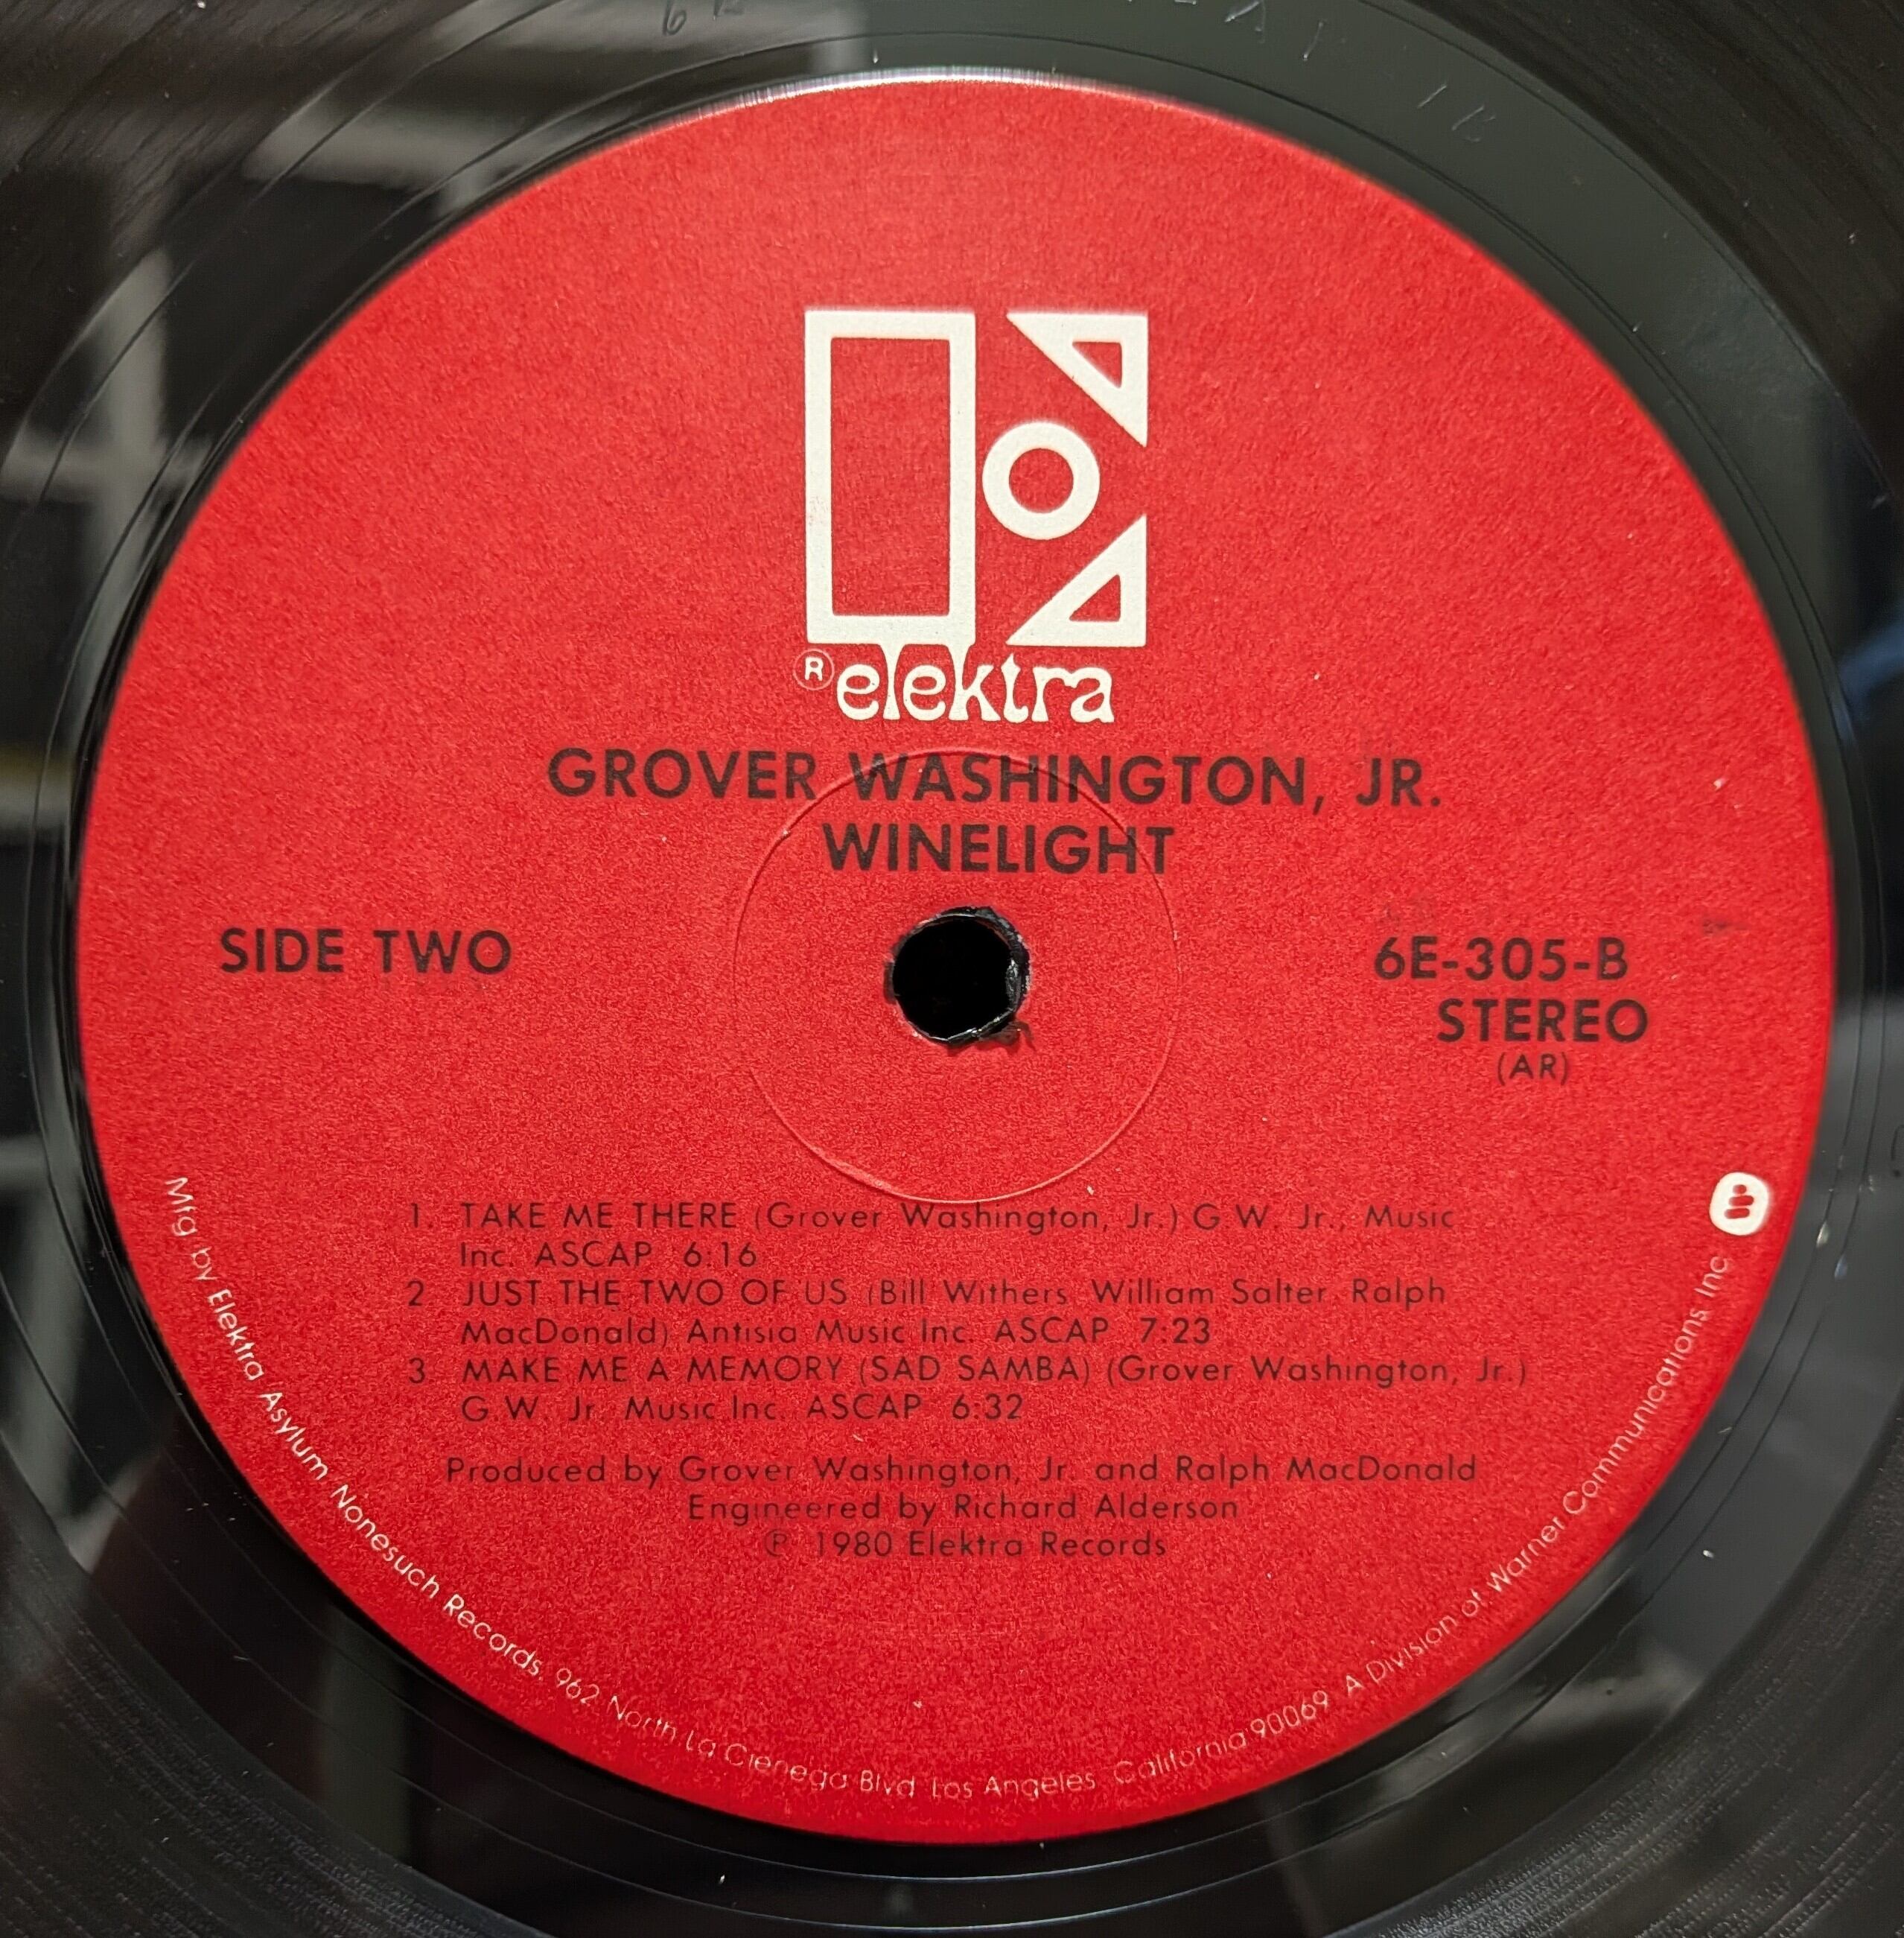 ® elektra
GROVER WASHINGTON, JR.
WINELIGHT
SIDE TWO
6E-305-B
STEREO
(AR)
1. TAKE ME THERE (Grover Washington, Jr.) G W. Jr., Music
Inc. ASCAP 6:16
2 JUST THE TWO OF US (Bill Withers William Salter Ralph
MacDonald) Antisia Music Inc. ASCAP 7:23
3 MAKE ME A MEMORY (SAD SAMBA) (Grover Washington, Jr.)
G.W. Jr. Music Inc. ASCAP 6:32
Produced by Grover Washington, Jr. and Ralph MacDonald
Engineered by Richard Alderson
℗ 1980 Elektra Records
Mfg by Elektra Asylum Nonesuch Records. 962 North La Cienega Blvd Los Angeles California 90069 A Division of Warner Communications Inc